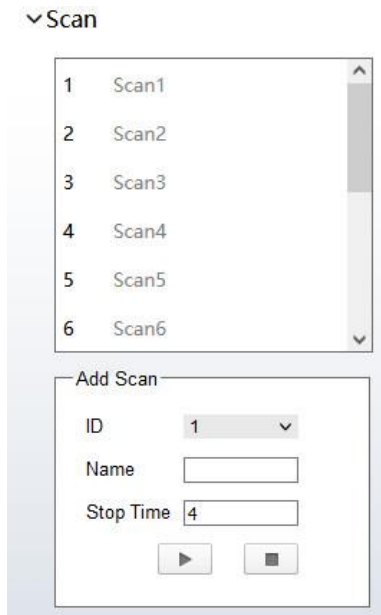 Scan
1 Scan1
2 Scan2
3 Scan3
4 Scan4
5 Scan5
6 Scan6
Add Scan
ID 1
Name
Stop Time 4